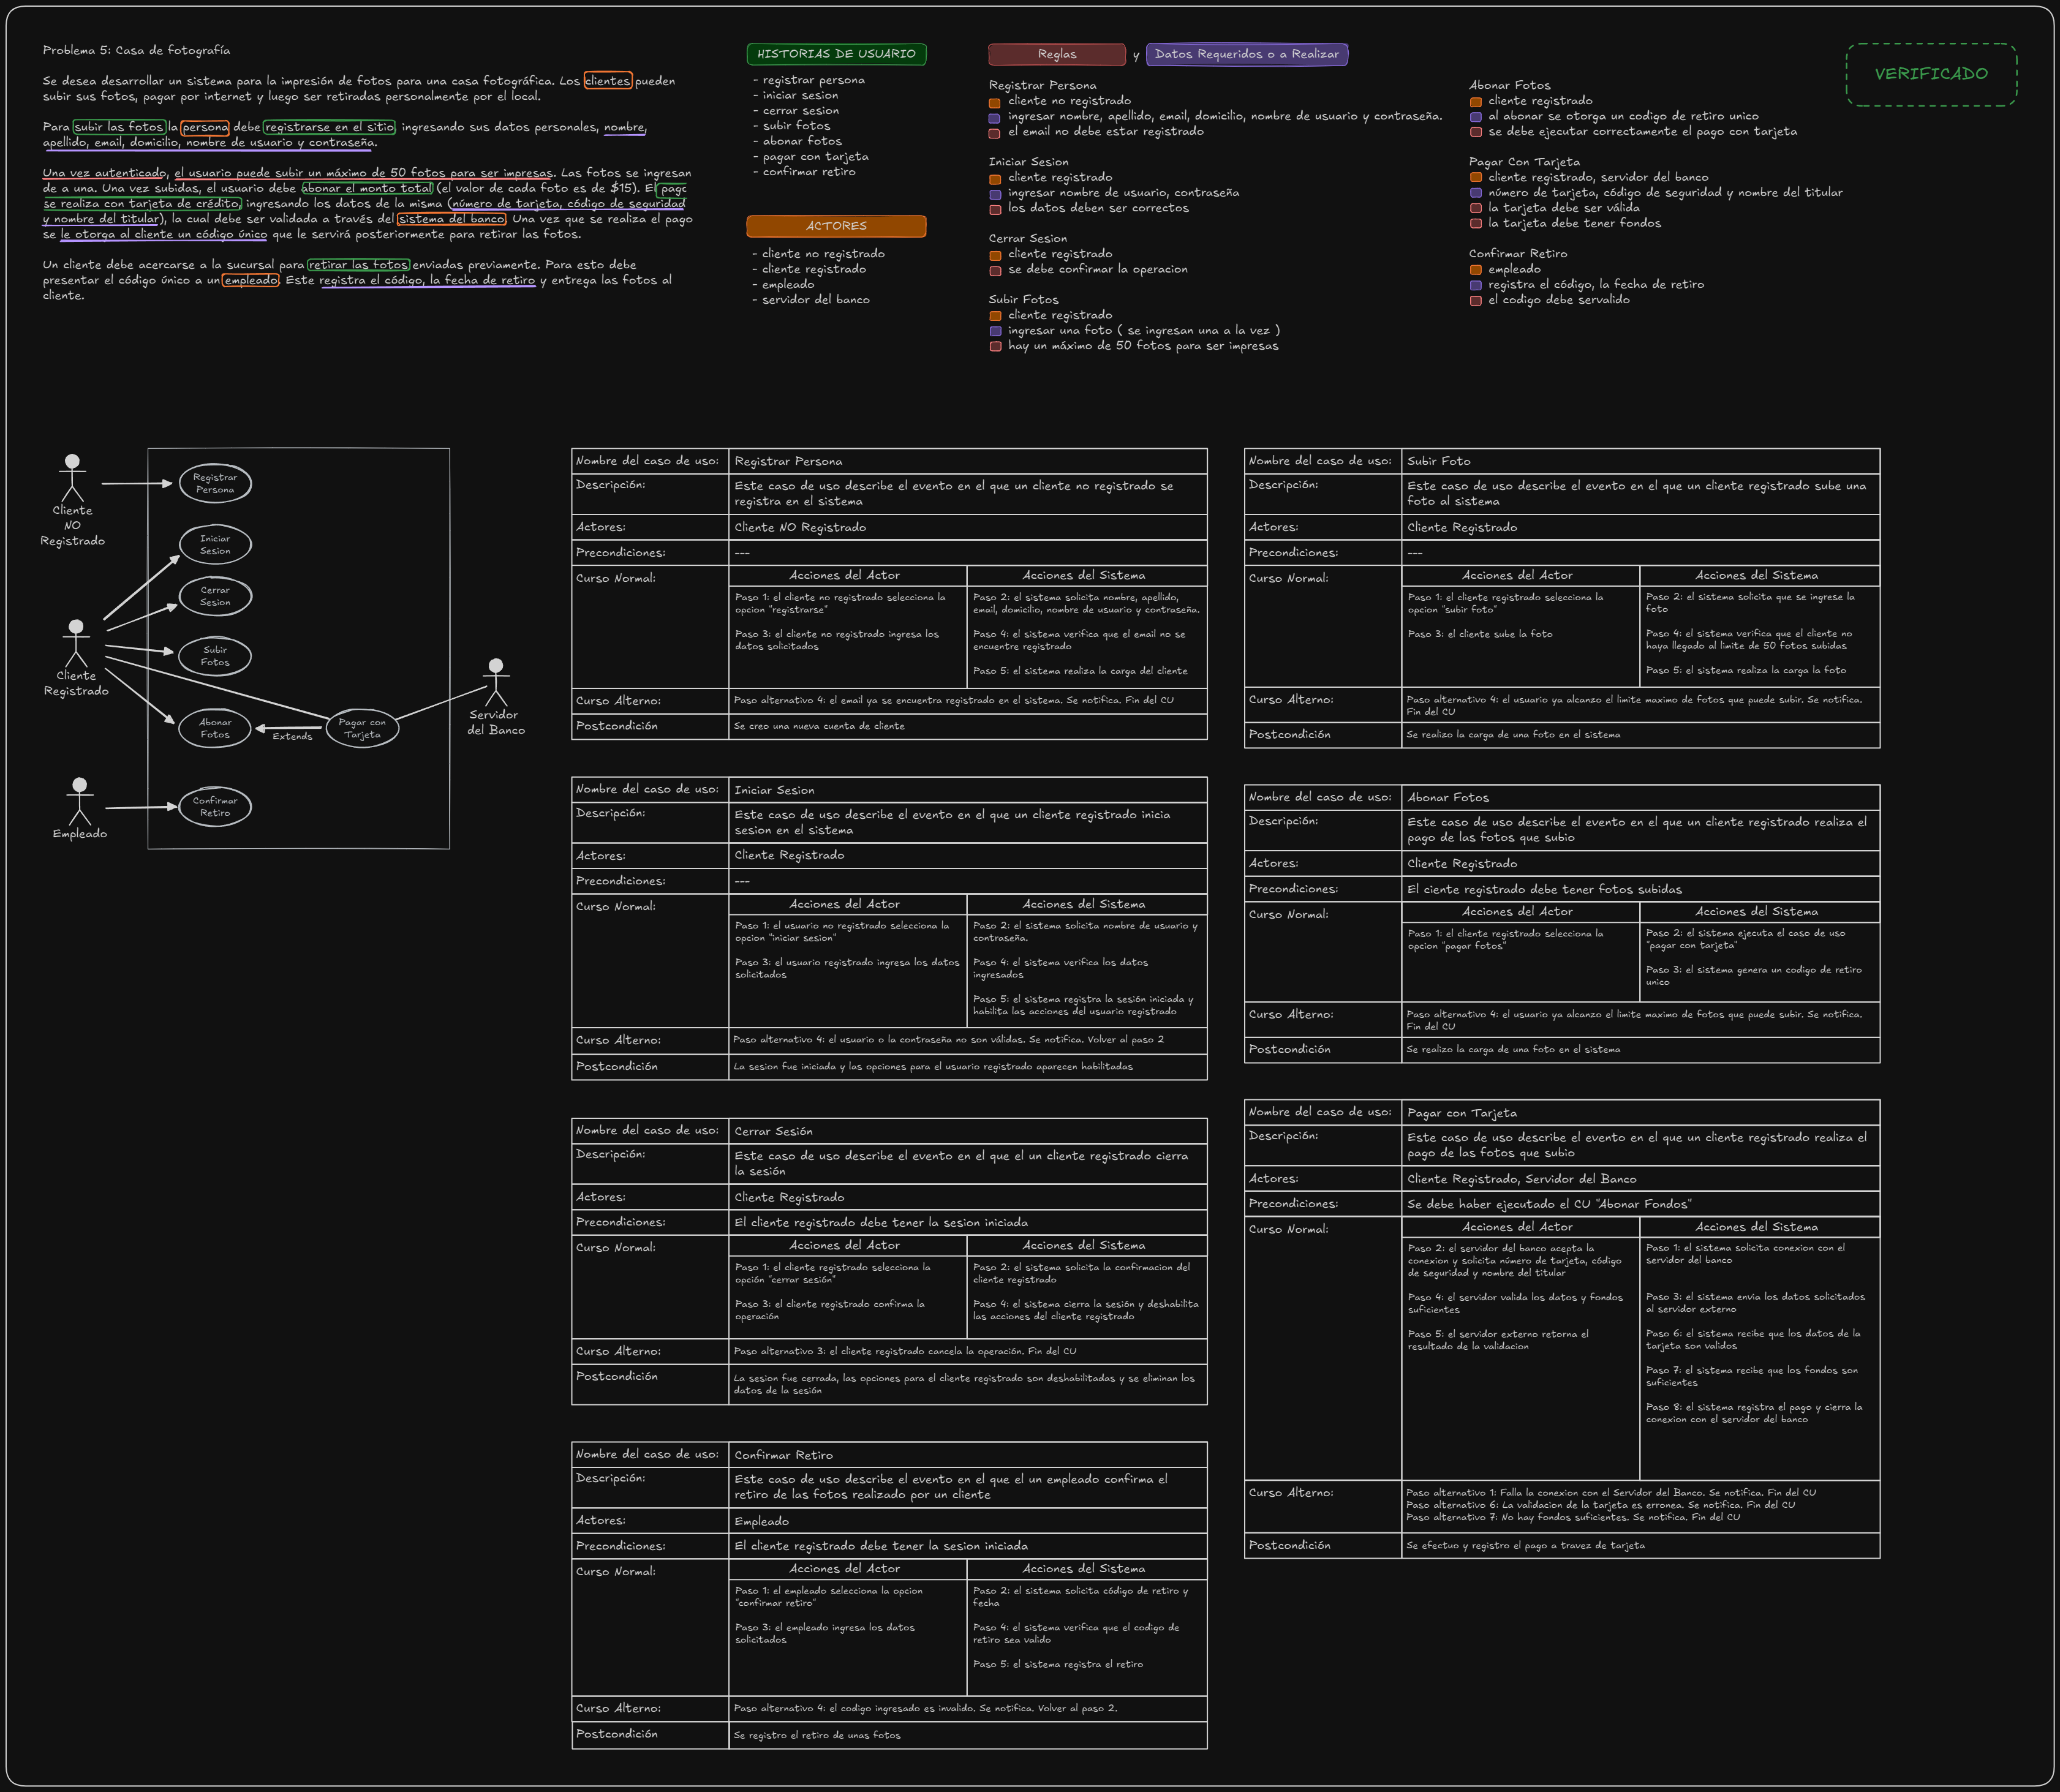 Problema 5: Casa de fotografía
Se desea desarrollar un sistema para la impresión de fotos para una casa fotográfica. Los clientes pueden
subir sus fotos, pagar por internet y luego ser retiradas personalmente por el local.
Para subir las fotos la persona debe registrarse en el sitio, ingresando sus datos personales, nombre,
apellido, email, domicilio, nombre de usuario y contraseña.
Una vez autenticado, el usuario puede subir un máximo de 50 fotos para ser impresas. Las fotos se ingresan
de a una. Una vez subidas, el usuario debe abonar el monto total (el valor de cada foto es de $15). El pago
se realiza con tarjeta de crédito, ingresando los datos de la misma (número de tarjeta, código de seguridad
y nombre del titular), la cual debe ser validada a través del sistema del banco. Una vez que se realiza el pago
se le otorga al cliente un código único que le servirá posteriormente para retirar las fotos.
Un cliente debe acercarse a la sucursal para retirar las fotos enviadas previamente. Para esto debe
presentar el código único a un empleado. Este registra el código, la fecha de retiro y entrega las fotos al
cliente.
HISTORIAS DE USUARIO
- registrar persona
- iniciar sesion
- cerrar sesion
- subir fotos
- abonar fotos
- pagar con tarjeta
- confirmar retiro
ACTORES
- cliente no registrado
- cliente registrado
- empleado
- servidor del banco
Reglas y Datos Requeridos o a Realizar
Registrar Persona
cliente no registrado
ingresar nombre, apellido, email, domicilio, nombre de usuario y contraseña.
el email no debe estar registrado
Iniciar Sesion
cliente registrado
ingresar nombre de usuario, contraseña
los datos deben ser correctos
Cerrar Sesion
cliente registrado
se debe confirmar la operacion
Subir Fotos
cliente registrado
ingresar una foto ( se ingresan una a la vez )
hay un máximo de 50 fotos para ser impresas
Abonar Fotos
cliente registrado
al abonar se otorga un codigo de retiro unico
se debe ejecutar correctamente el pago con tarjeta
Pagar Con Tarjeta
cliente registrado, servidor del banco
número de tarjeta, código de seguridad y nombre del titular
la tarjeta debe ser válida
la tarjeta debe tener fondos
Confirmar Retiro
empleado
registra el código, la fecha de retiro
el codigo debe servalido
VERIFICADO
Cliente
NO
Registrado
Cliente
Registrado
Empleado
Registrar
Persona
Iniciar
Sesion
Cerrar
Sesion
Subir
Fotos
Abonar
Fotos
Extends
Pagar con
Tarjeta
Confirmar
Retiro
Servidor
del Banco
Nombre del caso de uso: Registrar Persona
Descripción: Este caso de uso describe el evento en el que un cliente no registrado se
registra en el sistema
Actores: Cliente NO Registrado
Precondiciones: ---
Curso Normal: Acciones del Actor Acciones del Sistema
Paso 1: el cliente no registrado selecciona la
opcion "registrarse"
Paso 3: el cliente no registrado ingresa los
datos solicitados
Paso 2: el sistema solicita nombre, apellido,
email, domicilio, nombre de usuario y contraseña.
Paso 4: el sistema verifica que el email no se
encuentre registrado
Paso 5: el sistema realiza la carga del cliente
Curso Alterno: Paso alternativo 4: el email ya se encuentra registrado en el sistema. Se notifica. Fin del CU
Postcondición Se creo una nueva cuenta de cliente
Nombre del caso de uso: Iniciar Sesion
Descripción: Este caso de uso describe el evento en el que un cliente registrado inicia
sesion en el sistema
Actores: Cliente Registrado
Precondiciones: ---
Curso Normal: Acciones del Actor Acciones del Sistema
Paso 1: el usuario no registrado selecciona la
opcion "iniciar sesion"
Paso 3: el usuario registrado ingresa los datos
solicitados
Paso 2: el sistema solicita nombre de usuario y
contraseña.
Paso 4: el sistema verifica los datos
ingresados
Paso 5: el sistema registra la sesión iniciada y
habilita las acciones del usuario registrado
Curso Alterno: Paso alternativo 4: el usuario o la contraseña no son válidas. Se notifica. Volver al paso 2
Postcondición La sesion fue iniciada y las opciones para el usuario registrado aparecen habilitadas
Nombre del caso de uso: Cerrar Sesión
Descripción: Este caso de uso describe el evento en el que el un cliente registrado cierra
la sesión
Actores: Cliente Registrado
Precondiciones: El cliente registrado debe tener la sesion iniciada
Curso Normal: Acciones del Actor Acciones del Sistema
Paso 1: el cliente registrado selecciona la
opción "cerrar sesión"
Paso 3: el cliente registrado confirma la
operación
Paso 2: el sistema solicita la confirmacion del
cliente registrado
Paso 4: el sistema cierra la sesión y deshabilita
las acciones del cliente registrado
Curso Alterno: Paso alternativo 3: el cliente registrado cancela la operación. Fin del CU
Postcondición La sesion fue cerrada, las opciones para el cliente registrado son deshabilitadas y se eliminan los
datos de la sesión
Nombre del caso de uso: Confirmar Retiro
Descripción: Este caso de uso describe el evento en el que el un empleado confirma el
retiro de las fotos realizado por un cliente
Actores: Empleado
Precondiciones: El cliente registrado debe tener la sesion iniciada
Curso Normal: Acciones del Actor Acciones del Sistema
Paso 1: el empleado selecciona la opcion
"confirmar retiro"
Paso 3: el empleado ingresa los datos
solicitados
Paso 2: el sistema solicita código de retiro y
fecha
Paso 4: el sistema verifica que el codigo de
retiro sea valido
Paso 5: el sistema registra el retiro
Curso Alterno: Paso alternativo 4: el codigo ingresado es invalido. Se notifica. Volver al paso 2.
Postcondición Se registro el retiro de unas fotos
Nombre del caso de uso: Subir Foto
Descripción: Este caso de uso describe el evento en el que un cliente registrado sube una
foto al sistema
Actores: Cliente Registrado
Precondiciones: ---
Curso Normal: Acciones del Actor Acciones del Sistema
Paso 1: el cliente registrado selecciona la
opcion "subir foto"
Paso 3: el cliente sube la foto
Paso 2: el sistema solicita que se ingrese la
foto
Paso 4: el sistema verifica que el cliente no
haya llegado al limite de 50 fotos subidas
Paso 5: el sistema realiza la carga la foto
Curso Alterno: Paso alternativo 4: el usuario ya alcanzo el limite maximo de fotos que puede subir. Se notifica.
Fin del CU
Postcondición Se realizo la carga de una foto en el sistema
Nombre del caso de uso: Abonar Fotos
Descripción: Este caso de uso describe el evento en el que un cliente registrado realiza el
pago de las fotos que subio
Actores: Cliente Registrado
Precondiciones: El ciente registrado debe tener fotos subidas
Curso Normal: Acciones del Actor Acciones del Sistema
Paso 1: el cliente registrado selecciona la
opcion "pagar fotos"
Paso 2: el sistema ejecuta el caso de uso
"pagar con tarjeta"
Paso 3: el sistema genera un codigo de retiro
unico
Curso Alterno: Paso alternativo 4: el usuario ya alcanzo el limite maximo de fotos que puede subir. Se notifica.
Fin del CU
Postcondición Se realizo la carga de una foto en el sistema
Nombre del caso de uso: Pagar con Tarjeta
Descripción: Este caso de uso describe el evento en el que un cliente registrado realiza el
pago de las fotos que subio
Actores: Cliente Registrado, Servidor del Banco
Precondiciones: Se debe haber ejecutado el CU "Abonar Fondos"
Curso Normal: Acciones del Actor Acciones del Sistema
Paso 2: el servidor del banco acepta la
conexion y solicita número de tarjeta, código
de seguridad y nombre del titular
Paso 4: el servidor valida los datos y fondos
suficientes
Paso 5: el servidor externo retorna el
resultado de la validacion
Paso 1: el sistema solicita conexion con el
servidor del banco
Paso 3: el sistema envia los datos solicitados
al servidor externo
Paso 6: el sistema recibe que los datos de la
tarjeta son validos
Paso 7: el sistema recibe que los fondos son
suficientes
Paso 8: el sistema registra el pago y cierra la
conexion con el servidor del banco
Curso Alterno: Paso alternativo 1: Falla la conexion con el Servidor del Banco. Se notifica. Fin del CU
Paso alternativo 6: La validacion de la tarjeta es erronea. Se notifica. Fin del CU
Paso alternativo 7: No hay fondos suficientes. Se notifica. Fin del CU
Postcondición Se efectuo y registro el pago a travez de tarjeta